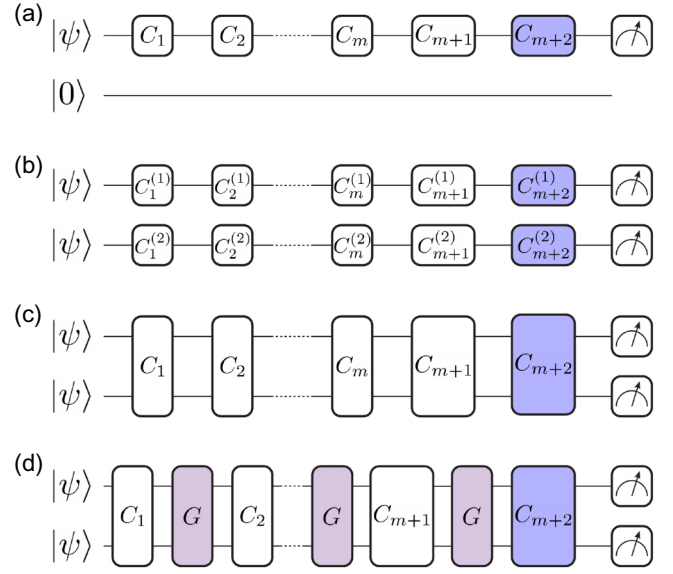 (a)
|ψ⟩ C₁ C₂ Cₘ Cₘ₊₁ Cₘ₊₂
|0⟩
(b)
|ψ⟩ C₁⁽¹⁾ C₂⁽¹⁾ Cₘ⁽¹⁾ Cₘ₊₁⁽¹⁾ Cₘ₊₂⁽¹⁾
|ψ⟩ C₁⁽²⁾ C₂⁽²⁾ Cₘ⁽²⁾ Cₘ₊₁⁽²⁾ Cₘ₊₂⁽²⁾
(c)
|ψ⟩
C₁ C₂ Cₘ Cₘ₊₁ Cₘ₊₂
|ψ⟩
(d)
|ψ⟩
C₁ G C₂ G Cₘ₊₁ G Cₘ₊₂
|ψ⟩